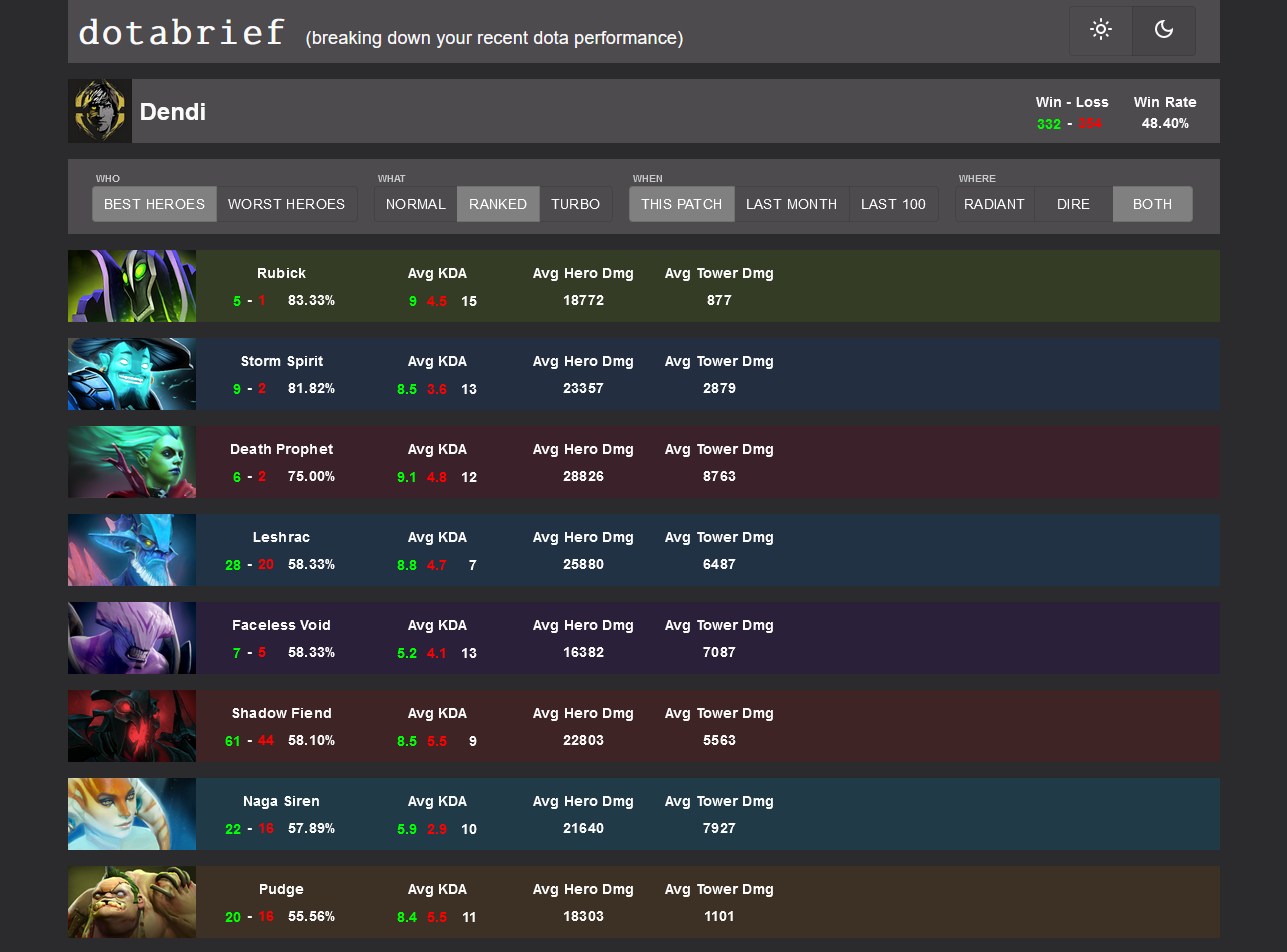 dotabrief (breaking down your recent dota performance)
Dendi
Win - Loss Win Rate
332 - 354 48.40%
WHO WHAT WHEN WHERE
BEST HEROES WORST HEROES NORMAL RANKED TURBO THIS PATCH LAST MONTH LAST 100 RADIANT DIRE BOTH
Rubick Avg KDA Avg Hero Dmg Avg Tower Dmg
5 - 1 83.33% 9 4.5 15 18772 877
Storm Spirit Avg KDA Avg Hero Dmg Avg Tower Dmg
9 - 2 81.82% 8.5 3.6 13 23357 2879
Death Prophet Avg KDA Avg Hero Dmg Avg Tower Dmg
6 - 2 75.00% 9.1 4.8 12 28826 8763
Leshrac Avg KDA Avg Hero Dmg Avg Tower Dmg
28 - 20 58.33% 8.8 4.7 7 25880 6487
Faceless Void Avg KDA Avg Hero Dmg Avg Tower Dmg
7 - 5 58.33% 5.2 4.1 13 16382 7087
Shadow Fiend Avg KDA Avg Hero Dmg Avg Tower Dmg
61 - 44 58.10% 8.5 5.5 9 22803 5563
Naga Siren Avg KDA Avg Hero Dmg Avg Tower Dmg
22 - 16 57.89% 5.9 2.9 10 21640 7927
Pudge Avg KDA Avg Hero Dmg Avg Tower Dmg
20 - 16 55.56% 8.4 5.5 11 18303 1101